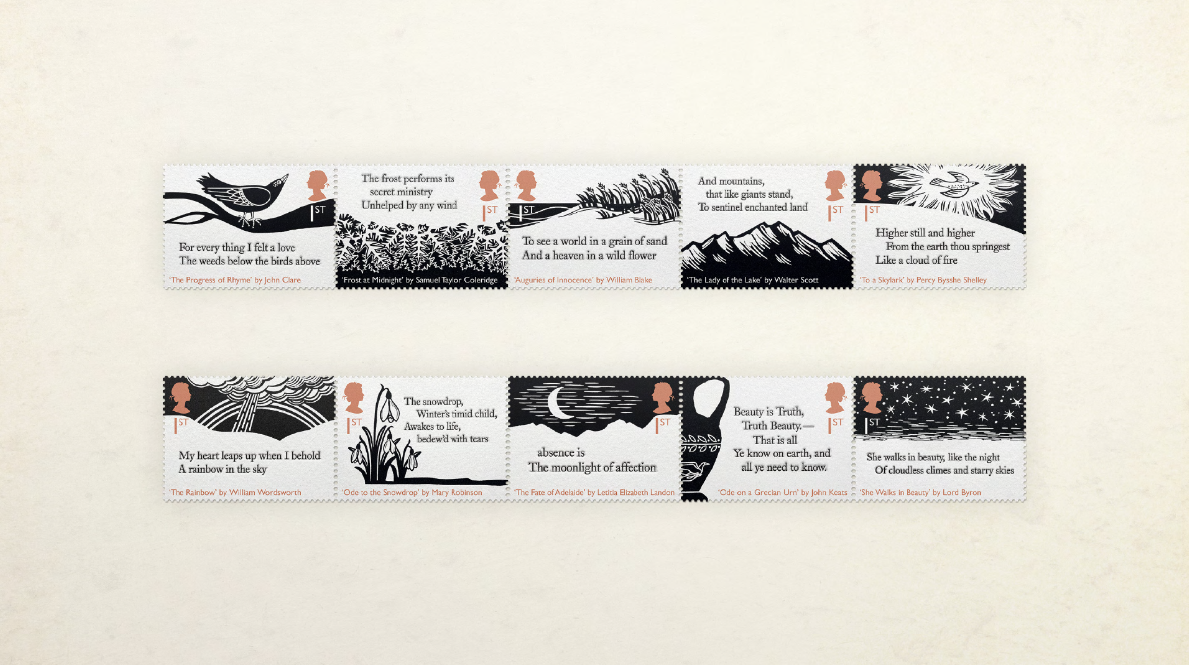 1ST
For every thing I felt a love
The weeds below the birds above
'The Progress of Rhyme' by John Clare
The frost performs its
secret ministry
Unhelped by any wind
1ST
'Frost at Midnight' by Samuel Taylor Coleridge
1ST
To see a world in a grain of sand
And a heaven in a wild flower
'Auguries of Innocence' by William Blake
And mountains,
that like giants stand,
To sentinel enchanted land
1ST
'The Lady of the Lake' by Walter Scott
1ST
Higher still and higher
From the earth thou springest
Like a cloud of fire
'To a Skylark' by Percy Bysshe Shelley
1ST
My heart leaps up when I behold
A rainbow in the sky
'The Rainbow' by William Wordsworth
1ST
The snowdrop,
Winter's timid child,
Awakes to life,
bedew'd with tears
'Ode to the Snowdrop' by Mary Robinson
1ST
absence is
The moonlight of affection
'The Fate of Adelaide' by Letitia Elizabeth Landon
Beauty is Truth,
Truth Beauty.—
That is all
Ye know on earth, and
all ye need to know.
1ST
'Ode on a Grecian Urn' by John Keats
1ST
She walks in beauty, like the night
Of cloudless climes and starry skies
'She Walks in Beauty' by Lord Byron